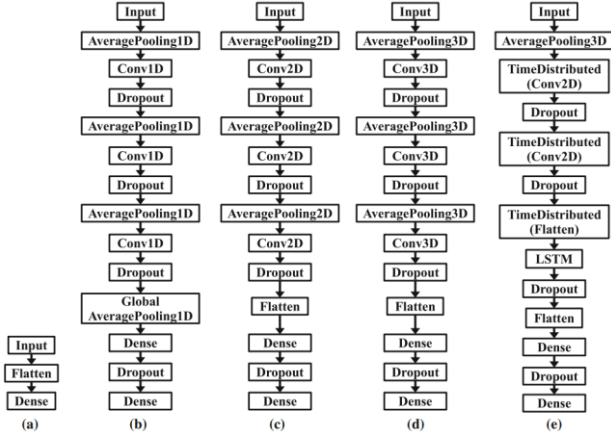 Input
Flatten
Dense
(a)
Input
AveragePooling1D
Conv1D
Dropout
AveragePooling1D
Conv1D
Dropout
AveragePooling1D
Conv1D
Dropout
Global
AveragePooling1D
Dense
Dropout
Dense
(b)
Input
AveragePooling2D
Conv2D
Dropout
AveragePooling2D
Conv2D
Dropout
AveragePooling2D
Conv2D
Dropout
Flatten
Dense
Dropout
Dense
(c)
Input
AveragePooling3D
Conv3D
Dropout
AveragePooling3D
Conv3D
Dropout
AveragePooling3D
Conv3D
Dropout
Flatten
Dense
Dropout
Dense
(d)
Input
AveragePooling3D
TimeDistributed
(Conv2D)
Dropout
TimeDistributed
(Conv2D)
Dropout
TimeDistributed
(Flatten)
LSTM
Dropout
Flatten
Dense
Dropout
Dense
(e)